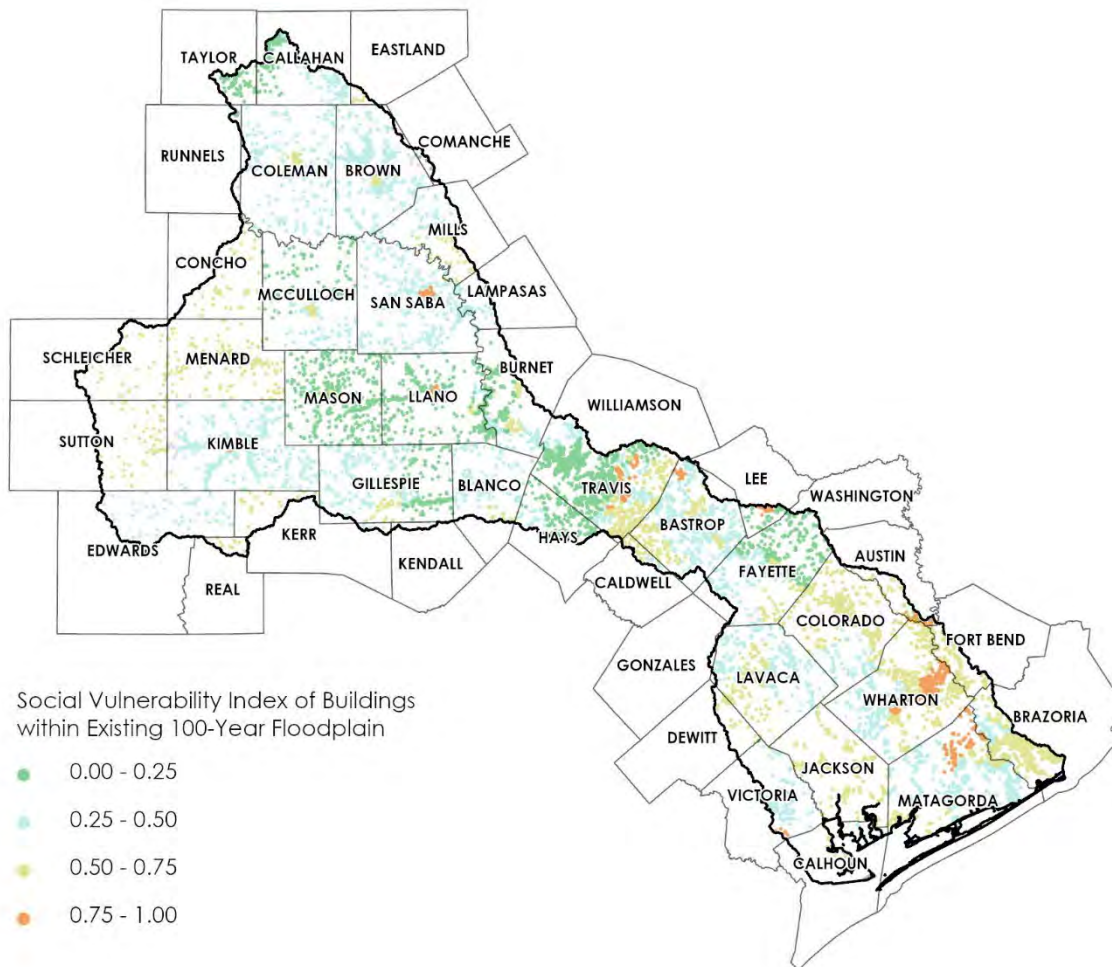 TAYLOR
CALLAHAN
EASTLAND
RUNNELS
COLEMAN
BROWN
COMANCHE
MILLS
CONCHO
MCCULLOCH
SAN SABA
LAMPASAS
SCHLEICHER
MENARD
MASON
LLANO
BURNET
WILLIAMSON
SUTTON
KIMBLE
GILLESPIE
BLANCO
TRAVIS
LEE
WASHINGTON
EDWARDS
KERR
HAYS
BASTROP
REAL
KENDALL
CALDWELL
FAYETTE
AUSTIN
GONZALES
COLORADO
FORT BEND
LAVACA
WHARTON
BRAZORIA
DEWITT
JACKSON
VICTORIA
MATAGORDA
CALHOUN
Social Vulnerability Index of Buildings
within Existing 100-Year Floodplain
0.00 - 0.25
0.25 - 0.50
0.50 - 0.75
0.75 - 1.00